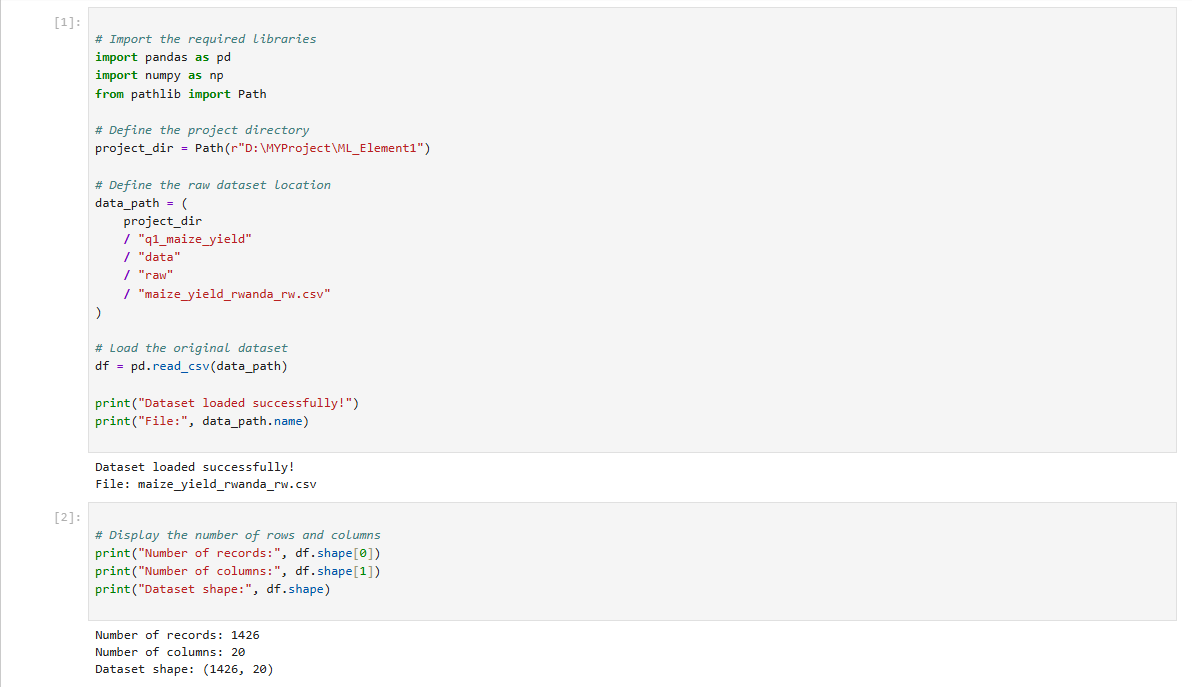 [1]:
# Import the required libraries
import pandas as pd
import numpy as np
from pathlib import Path
# Define the project directory
project_dir = Path(r"D:\MYProject\ML_Element1")
# Define the raw dataset location
data_path = (
    project_dir
    / "q1_maize_yield"
    / "data"
    / "raw"
    / "maize_yield_rwanda_rw.csv"
)
# Load the original dataset
df = pd.read_csv(data_path)
print("Dataset loaded successfully!")
print("File:", data_path.name)
Dataset loaded successfully!
File: maize_yield_rwanda_rw.csv
[2]:
# Display the number of rows and columns
print("Number of records:", df.shape[0])
print("Number of columns:", df.shape[1])
print("Dataset shape:", df.shape)
Number of records: 1426
Number of columns: 20
Dataset shape: (1426, 20)